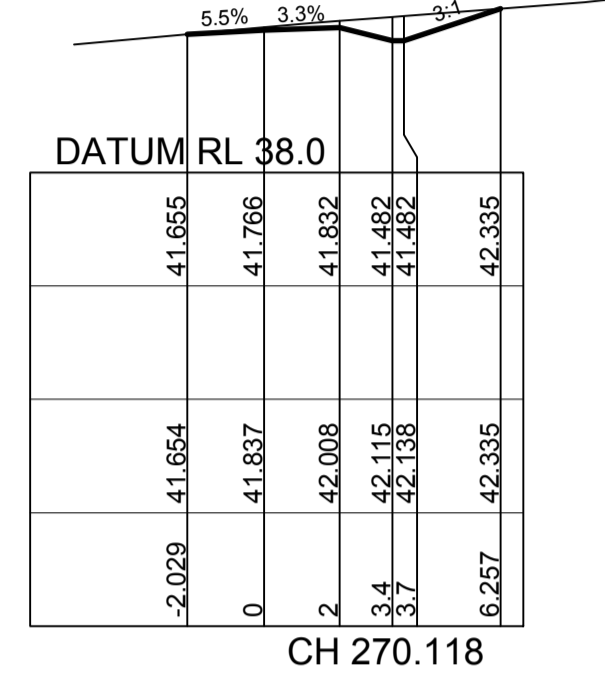 5.5% 3.3% 3:1
DATUM RL 38.0
41.655 41.766 41.832 41.482 41.482 42.335
41.654 41.837 42.008 42.115 42.138 42.335
-2.029 0 2 3.4 3.7 6.257
CH 270.118